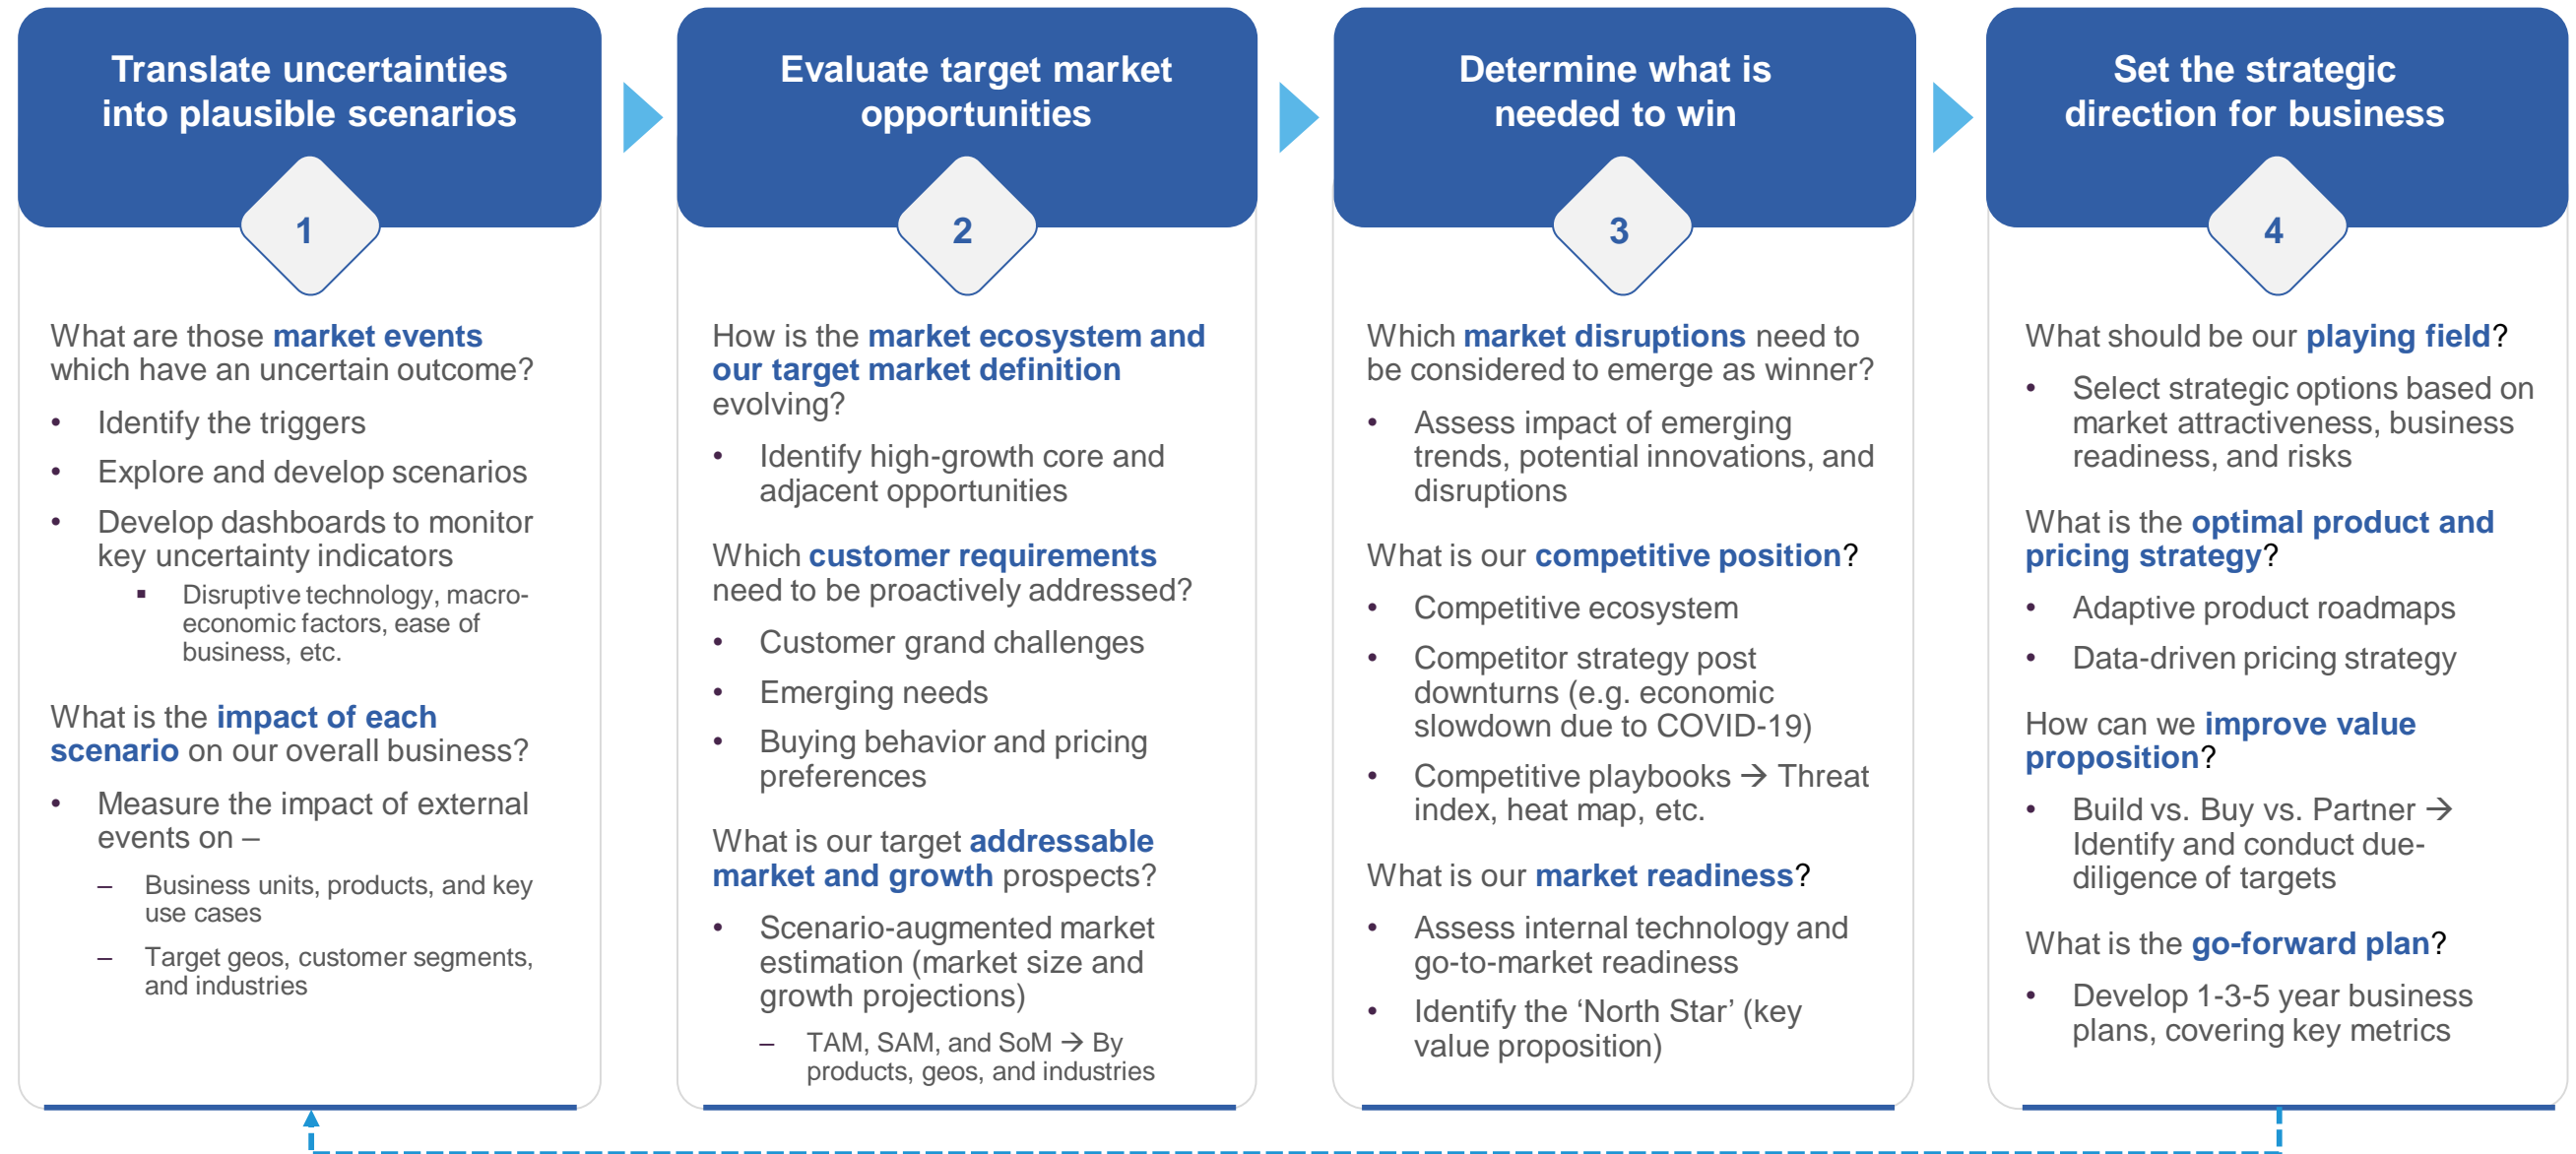 Translate uncertainties
into plausible scenarios
1
What are those market events
which have an uncertain outcome?
• Identify the triggers
• Explore and develop scenarios
• Develop dashboards to monitor
key uncertainty indicators
▪ Disruptive technology, macro-
economic factors, ease of
business, etc.
What is the impact of each
scenario on our overall business?
• Measure the impact of external
events on –
– Business units, products, and key
use cases
– Target geos, customer segments,
and industries
Evaluate target market
opportunities
2
How is the market ecosystem and
our target market definition
evolving?
• Identify high-growth core and
adjacent opportunities
Which customer requirements
need to be proactively addressed?
• Customer grand challenges
• Emerging needs
• Buying behavior and pricing
preferences
What is our target addressable
market and growth prospects?
• Scenario-augmented market
estimation (market size and
growth projections)
– TAM, SAM, and SoM → By
products, geos, and industries
Determine what is
needed to win
3
Which market disruptions need to
be considered to emerge as winner?
• Assess impact of emerging
trends, potential innovations, and
disruptions
What is our competitive position?
• Competitive ecosystem
• Competitor strategy post
downturns (e.g. economic
slowdown due to COVID-19)
• Competitive playbooks → Threat
index, heat map, etc.
What is our market readiness?
• Assess internal technology and
go-to-market readiness
• Identify the ‘North Star’ (key
value proposition)
Set the strategic
direction for business
4
What should be our playing field?
• Select strategic options based on
market attractiveness, business
readiness, and risks
What is the optimal product and
pricing strategy?
• Adaptive product roadmaps
• Data-driven pricing strategy
How can we improve value
proposition?
• Build vs. Buy vs. Partner →
Identify and conduct due-
diligence of targets
What is the go-forward plan?
• Develop 1-3-5 year business
plans, covering key metrics